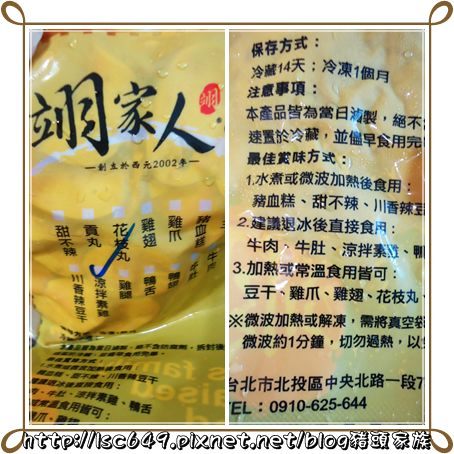 翊家人
翊
—創立於西元2002年—
甜不辣
貢丸
花枝丸
雞翅
雞爪
豬血糕
川香辣豆干
涼拌素雞
雞腿
鴨舌
鴨翅
牛肚
牛肉
保存方式：
冷藏14天；冷凍1個月
注意事項：
本產品皆為當日滷製，絕不含
速置於冷藏，並儘早食用完
最佳賞味方式：
1.水煮或微波加熱後食用：
豬血糕、甜不辣、川香辣豆
2.建議退冰後直接食用：
牛肉、牛肚、涼拌素雞、鴨
3.加熱或常溫食用皆可：
豆干、雞爪、雞翅、花枝丸、
※微波加熱或解凍，需將真空袋
微波約1分鐘，切勿過熱，以
台北市北投區中央北路一段7
TEL：0910-625-644
http://lsc649.pixnet.net/blog豬頭家族